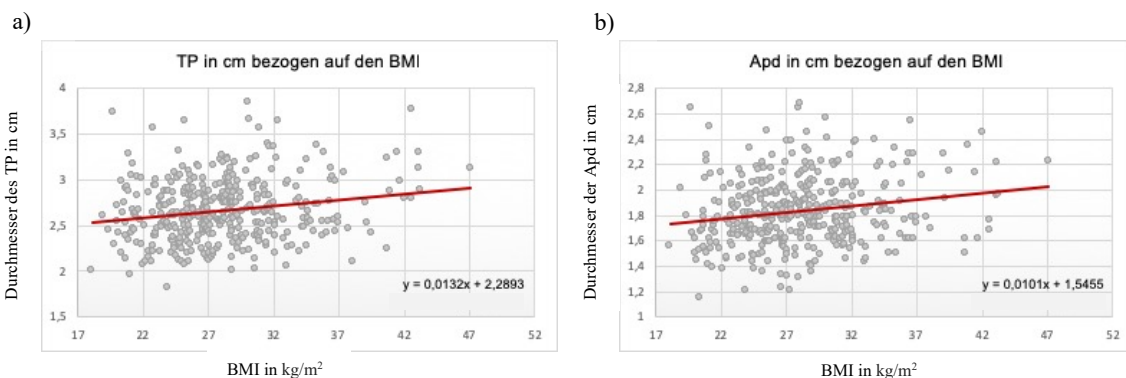 a)
TP in cm bezogen auf den BMI
Durchmesser des TP in cm
4
3,5
3
2,5
2
1,5
y = 0,0132x + 2,2893
17 22 27 32 37 42 47 52
BMI in kg/m²
b)
Apd in cm bezogen auf den BMI
Durchmesser der Apd in cm
2,8
2,6
2,4
2,2
2
1,8
1,6
1,4
1,2
1
y = 0,0101x + 1,5455
17 22 27 32 37 42 47 52
BMI in kg/m²